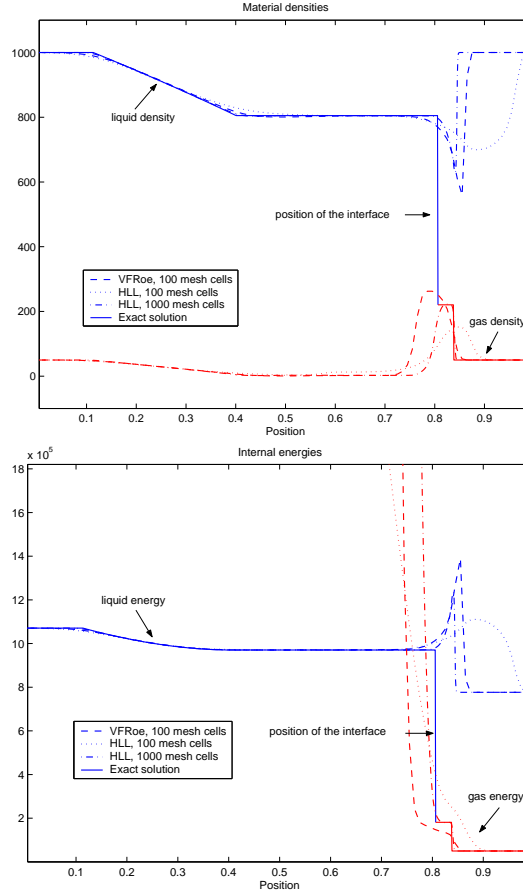 Material densities
1000
800
600
400
200
0
liquid density
position of the interface
gas density
VFRoe, 100 mesh cells
HLL, 100 mesh cells
HLL, 1000 mesh cells
Exact solution
0.1 0.2 0.3 0.4 0.5 0.6 0.7 0.8 0.9
Position
x 10^5
Internal energies
18
16
14
12
10
8
6
4
2
liquid energy
position of the interface
gas energy
VFRoe, 100 mesh cells
HLL, 100 mesh cells
HLL, 1000 mesh cells
Exact solution
0.1 0.2 0.3 0.4 0.5 0.6 0.7 0.8 0.9
Position